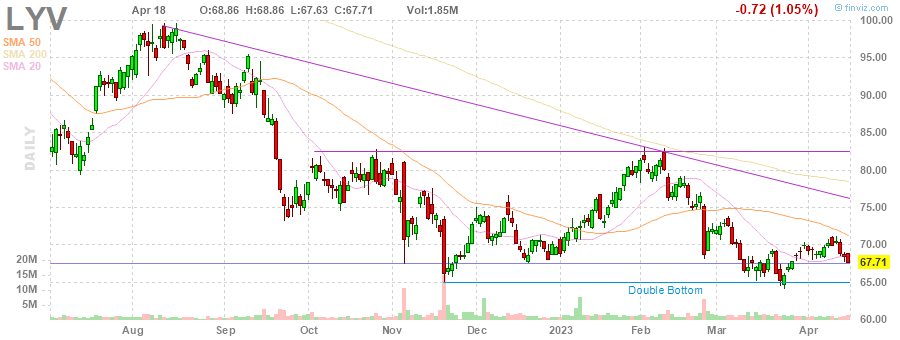 LYV Apr 18 O:68.86 H:68.86 L:67.63 C:67.71 Vol:1.85M -0.72 (1.05%) @ finviz.com
SMA 50
SMA 200
SMA 20
DAILY
100.00
95.00
90.00
85.00
80.00
75.00
70.00
67.71
65.00
60.00
20M
15M
10M
5M
Double Bottom
Aug Sep Oct Nov Dec 2023 Feb Mar Apr